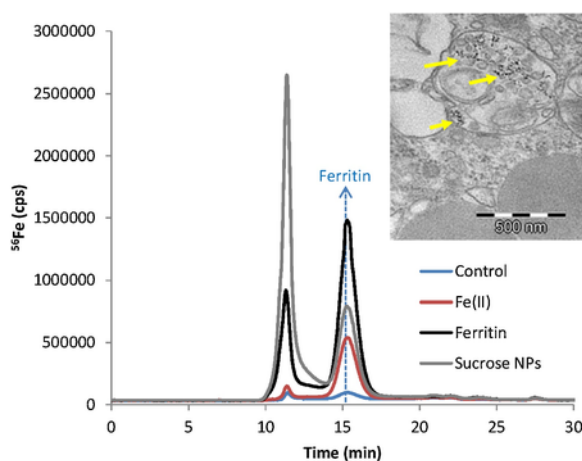 3000000
2500000
2000000
1500000
1000000
500000
0
⁵⁶Fe (cps)
0
5
10
15
20
25
30
Time (min)
Ferritin
500 nm
Control
Fe(II)
Ferritin
Sucrose NPs